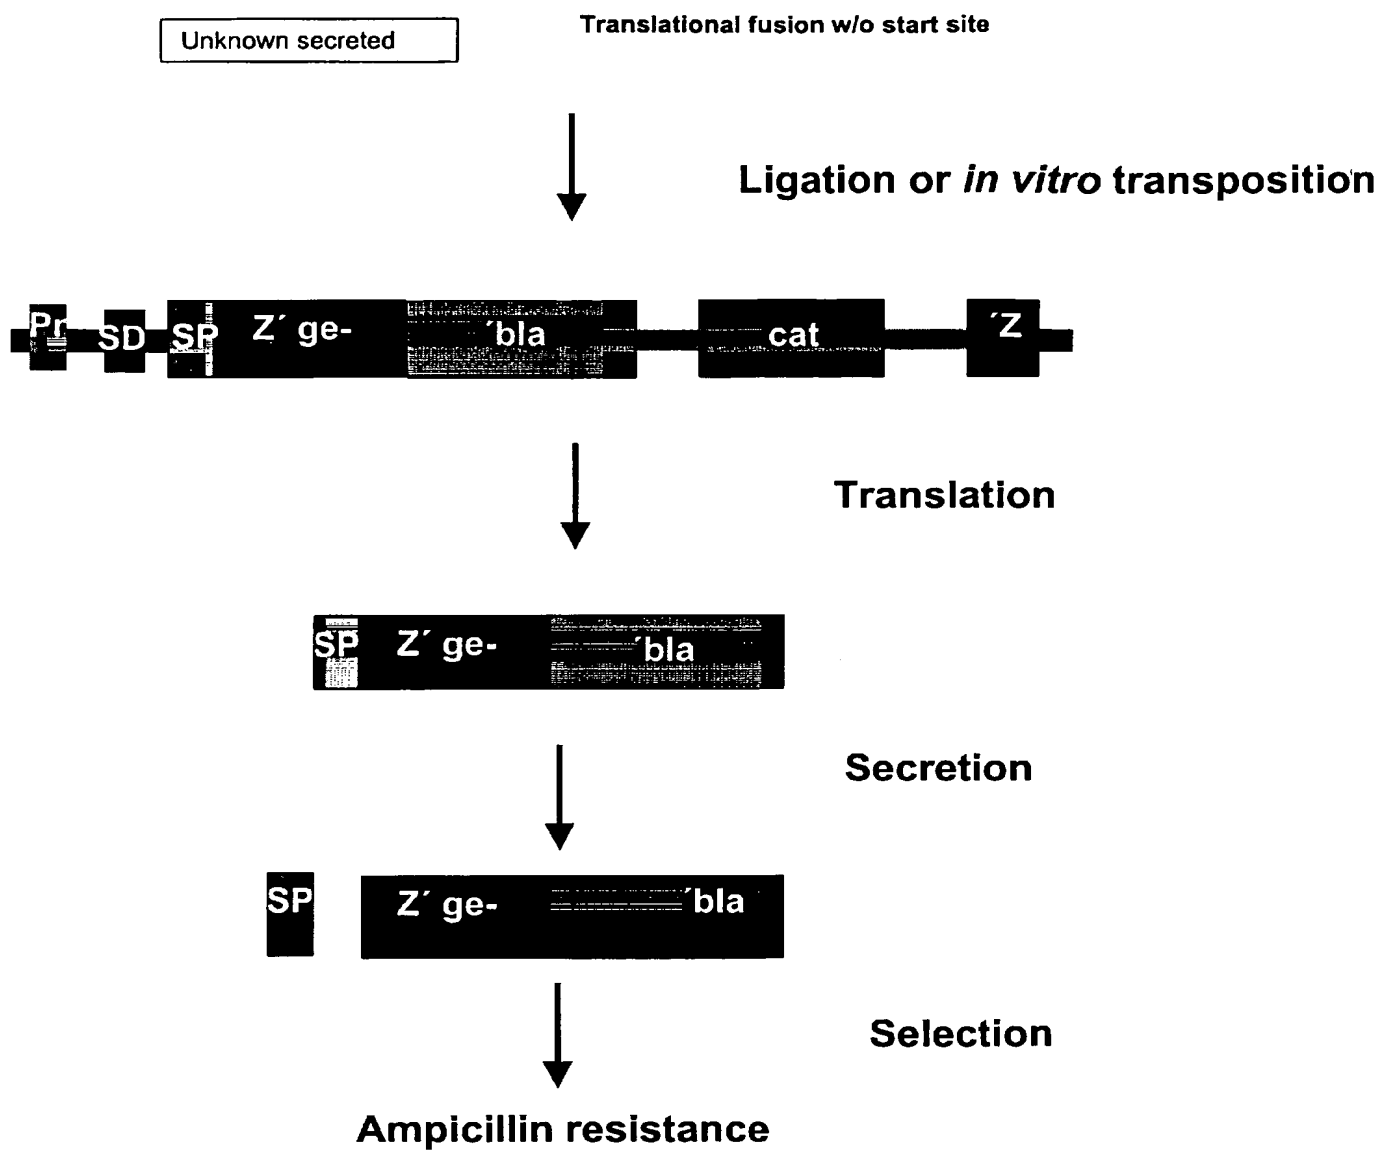 Unknown secreted
Translational fusion w/o start site
Ligation or in vitro transposition
Pr SD SP Z´ ge- ´bla cat ´Z
Translation
SP Z´ ge- ´bla
Secretion
SP Z´ ge- ´bla
Selection
Ampicillin resistance